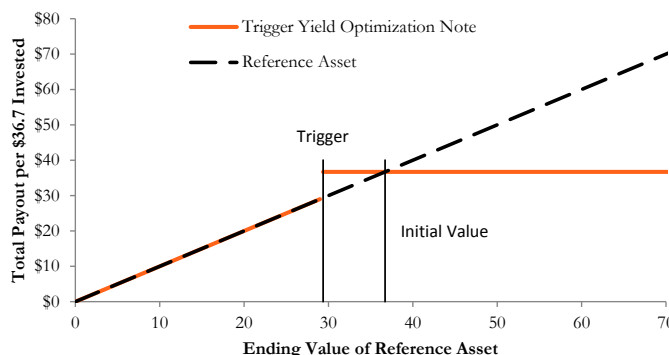 Trigger Yield Optimization Note
Reference Asset
Total Payout per $36.7 Invested
$80
$70
$60
$50
$40
$30
$20
$10
$0
Trigger
Initial Value
0 10 20 30 40 50 60 70
Ending Value of Reference Asset